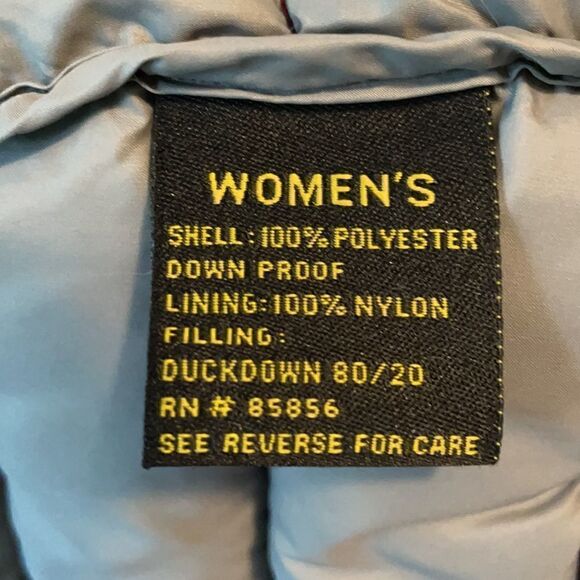 WOMEN'S
SHELL: 100% POLYESTER
DOWN PROOF
LINING: 100% NYLON
FILLING:
DUCKDOWN 80/20
RN # 85856
SEE REVERSE FOR CARE